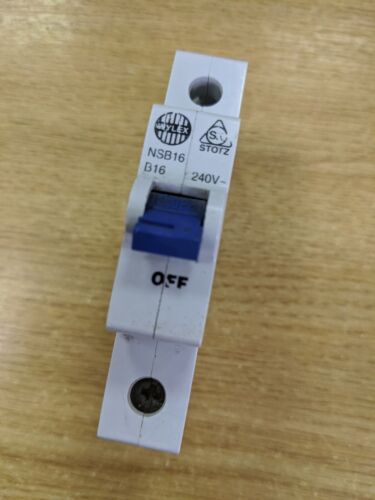 WYLEX
S.V
STOTZ
NSB16
B16
240V~
OFF